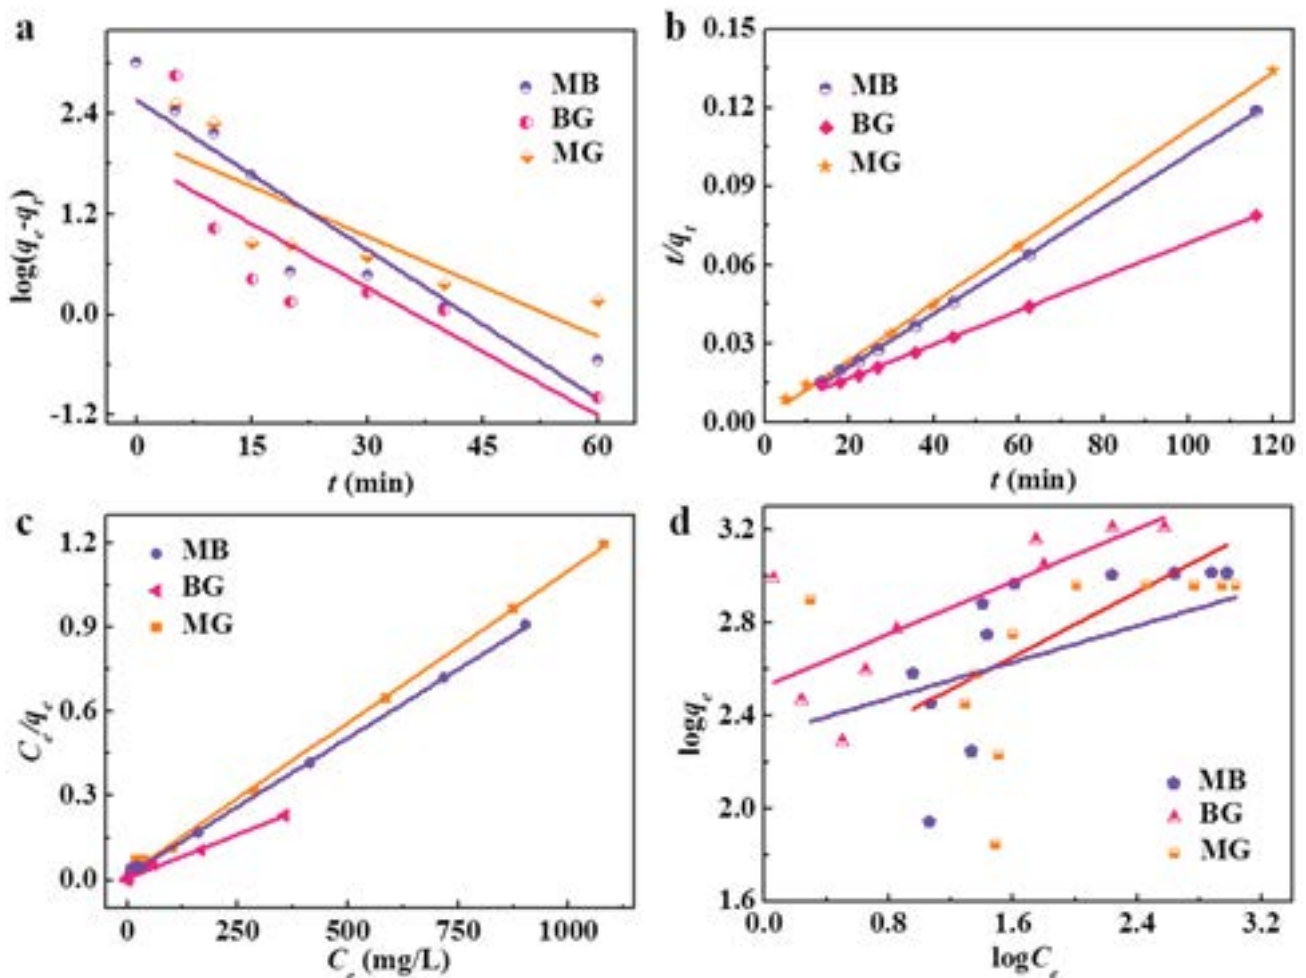 a
MB
BG
MG
2.4
1.2
0.0
-1.2
log(qe-qt)
0 15 30 45 60
t (min)
b
MB
BG
MG
0.15
0.12
0.09
0.06
0.03
0.00
t/qt
0 20 40 60 80 100 120
t (min)
c
MB
BG
MG
1.2
0.9
0.6
0.3
0.0
Ce/qe
0 250 500 750 1000
Ce (mg/L)
d
3.2
2.8
2.4
2.0
1.6
logqe
MB
BG
MG
0.0 0.8 1.6 2.4 3.2
logCe